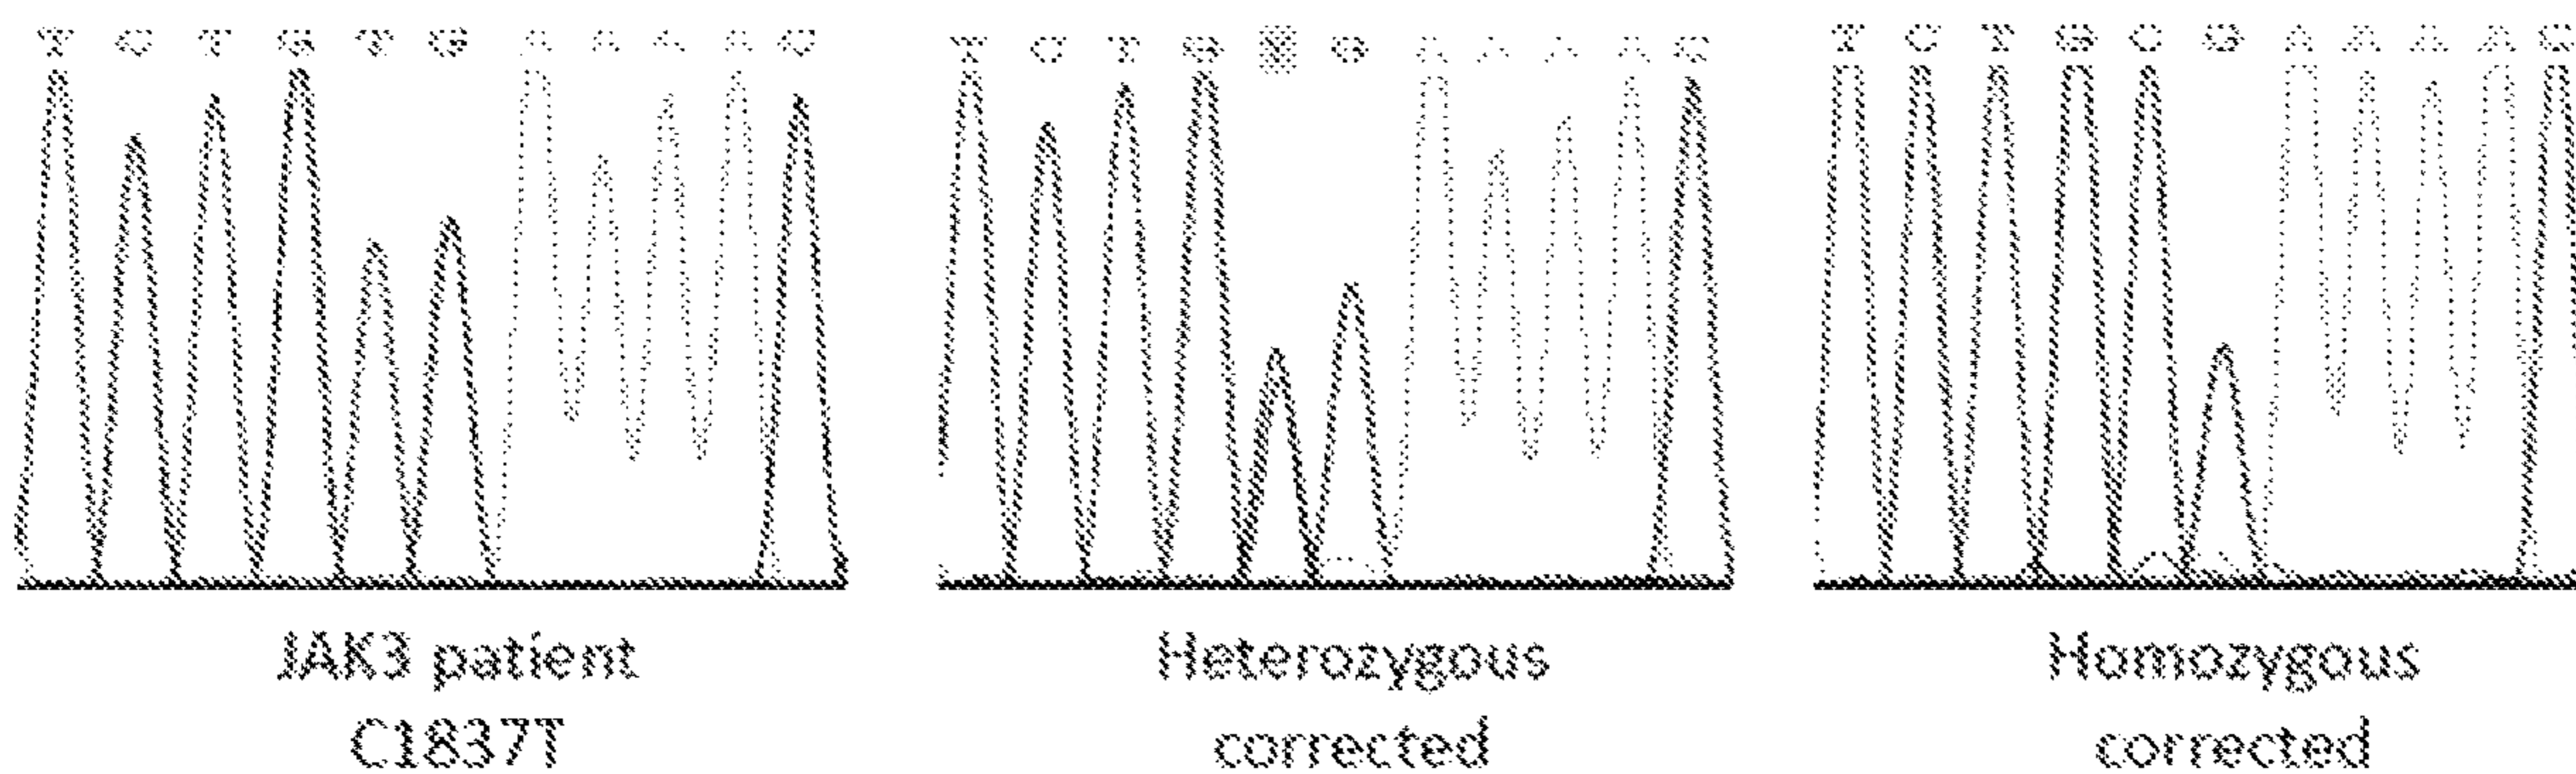 T C T G T G A A A A C
T C T G N G A A A A C
T C T G C G A A A A C
JAK3 patient
C1837T
Heterozygous
corrected
Homozygous
corrected